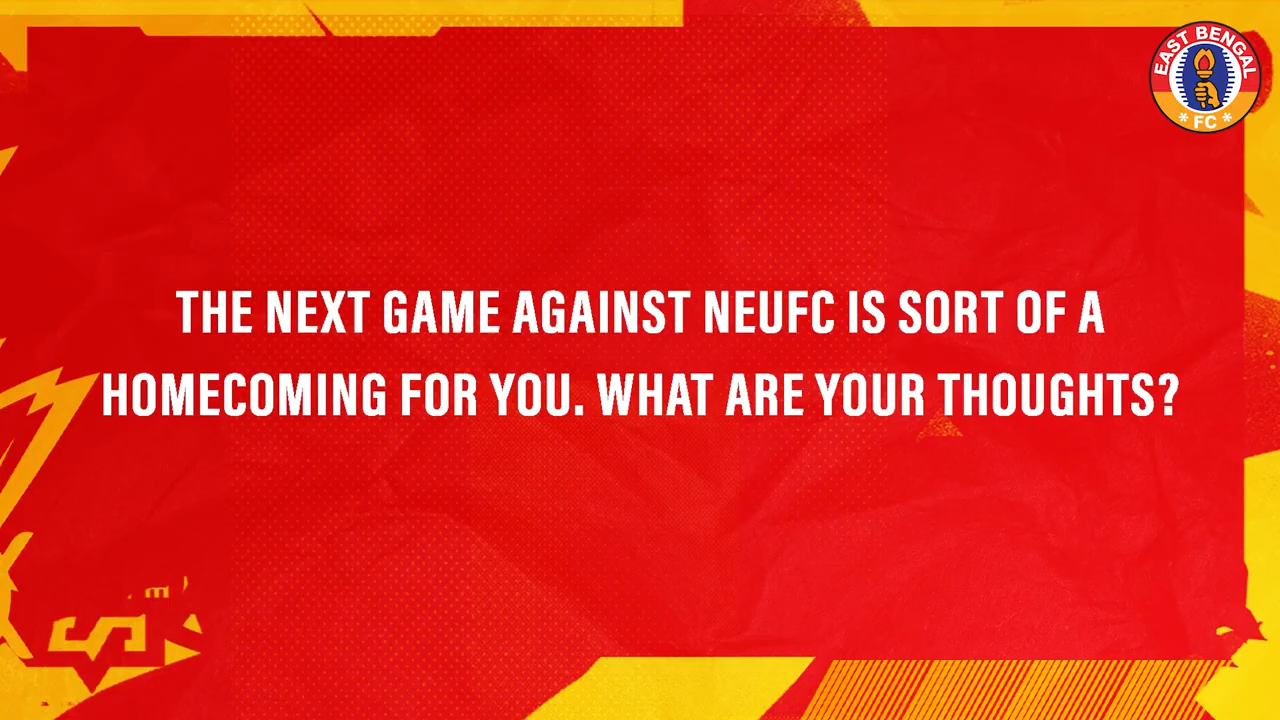 EAST BENGAL
* FC *
THE NEXT GAME AGAINST NEUFC IS SORT OF A
HOMECOMING FOR YOU. WHAT ARE YOUR THOUGHTS?